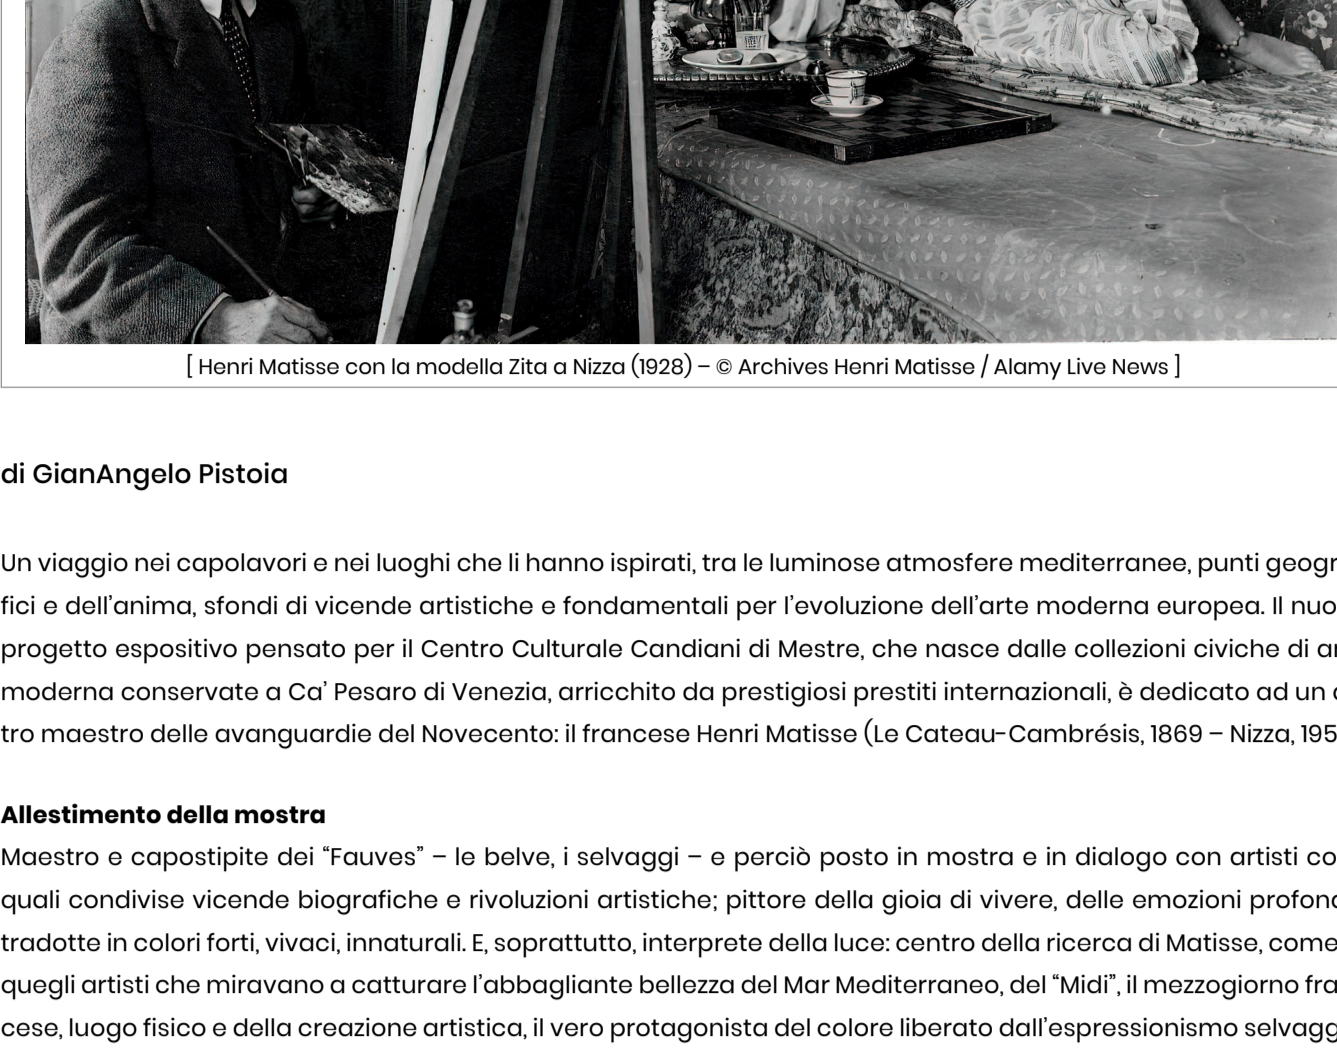 [ Henri Matisse con la modella Zita a Nizza (1928) – © Archives Henri Matisse / Alamy Live News ]
di GianAngelo Pistoia
Un viaggio nei capolavori e nei luoghi che li hanno ispirati, tra le luminose atmosfere mediterranee, punti geogr
fici e dell’anima, sfondi di vicende artistiche e fondamentali per l’evoluzione dell’arte moderna europea. Il nuo
progetto espositivo pensato per il Centro Culturale Candiani di Mestre, che nasce dalle collezioni civiche di ar
moderna conservate a Ca’ Pesaro di Venezia, arricchito da prestigiosi prestiti internazionali, è dedicato ad un
tro maestro delle avanguardie del Novecento: il francese Henri Matisse (Le Cateau-Cambrésis, 1869 – Nizza, 195
Allestimento della mostra
Maestro e capostipite dei “Fauves” – le belve, i selvaggi – e perciò posto in mostra e in dialogo con artisti co
quali condivise vicende biografiche e rivoluzioni artistiche; pittore della gioia di vivere, delle emozioni profond
tradotte in colori forti, vivaci, innaturali. E, soprattutto, interprete della luce: centro della ricerca di Matisse, come
quegli artisti che miravano a catturare l’abbagliante bellezza del Mar Mediterraneo, del “Midi”, il mezzogiorno fra
cese, luogo fisico e della creazione artistica, il vero protagonista del colore liberato dall’espressionismo selvagg